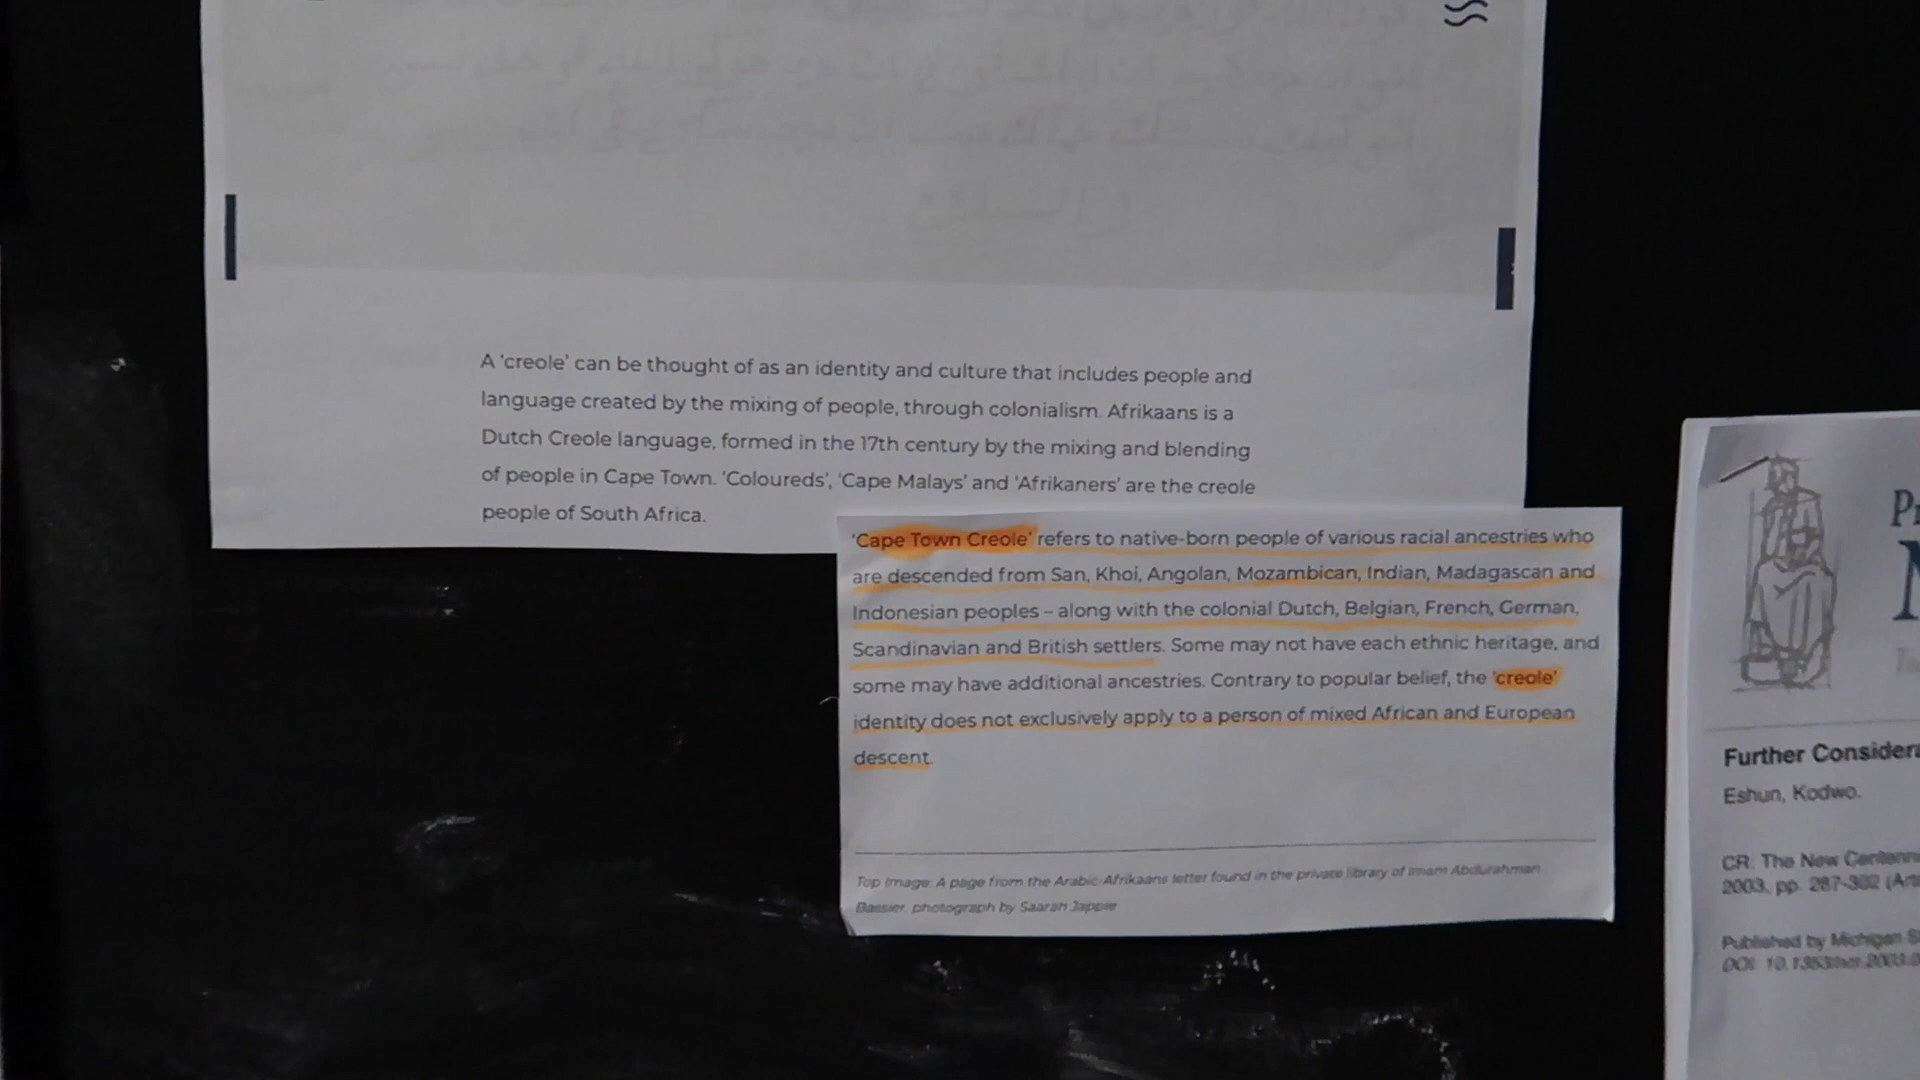 A 'creole' can be thought of as an identity and culture that includes people and
language created by the mixing of people, through colonialism. Afrikaans is a
Dutch Creole language, formed in the 17th century by the mixing and blending
of people in Cape Town. 'Coloureds', 'Cape Malays' and 'Afrikaners' are the creole
people of South Africa.
'Cape Town Creole' refers to native-born people of various racial ancestries who
are descended from San, Khoi, Angolan, Mozambican, Indian, Madagascan and
Indonesian peoples – along with the colonial Dutch, Belgian, French, German,
Scandinavian and British settlers. Some may not have each ethnic heritage, and
some may have additional ancestries. Contrary to popular belief, the 'creole'
identity does not exclusively apply to a person of mixed African and European
descent.
Top Image: A page from the Arabic-Afrikaans letter found in the private library of Imam Abdurahman
Bassier, photograph by Saarah Jappie
Further
Eshun, Kodwo.
CR: The New
2003, pp. 287-302
Published by Michigan
DOI: